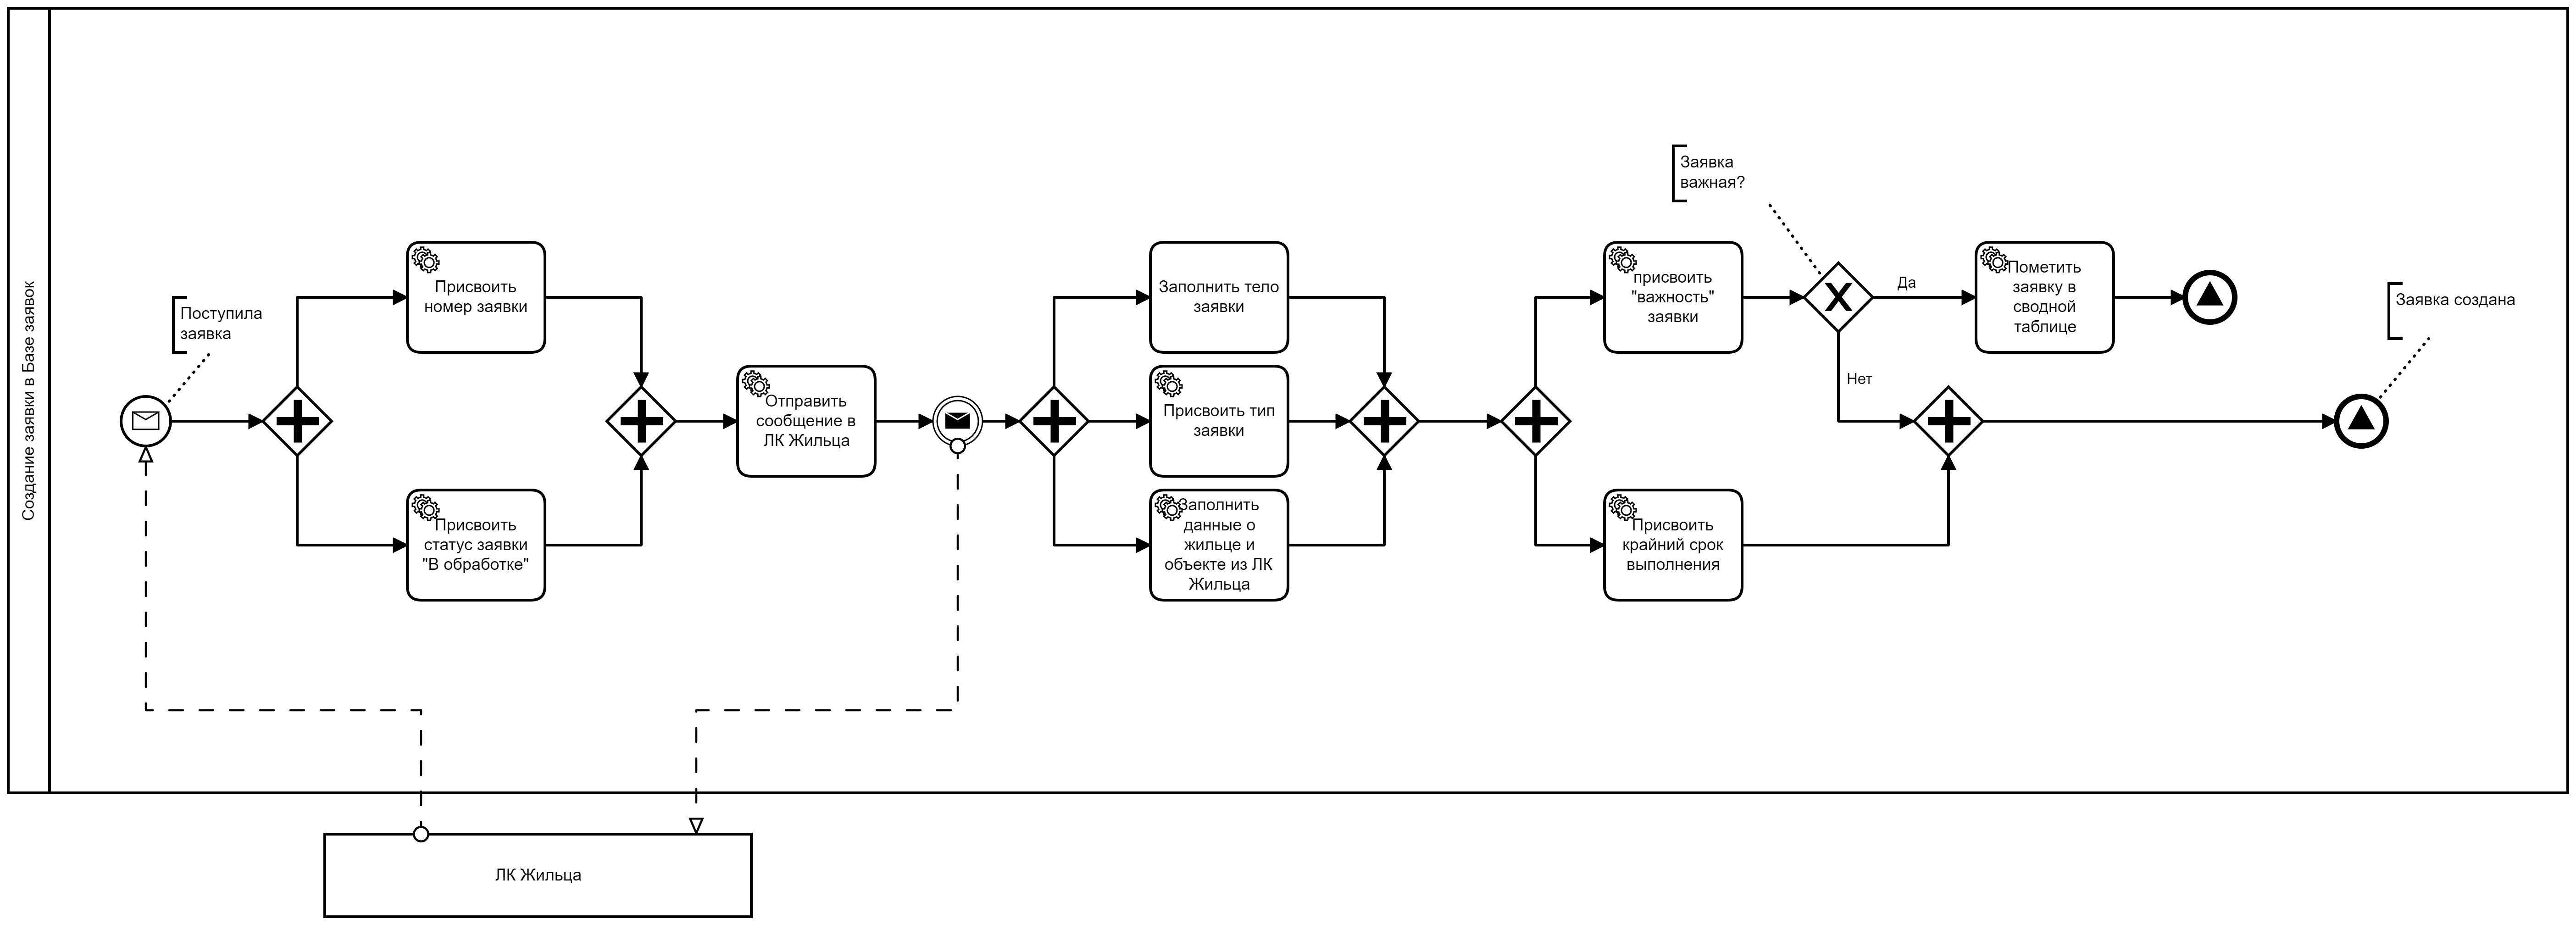 Создание заявки в Базе заявок
Поступила
заявка
Присвоить
номер заявки
Присвоить
статус заявки
"В обработке"
Отправить
сообщение в
ЛК Жильца
Заполнить тело
заявки
Присвоить тип
заявки
Заполнить
данные о
жильце и
объекте из ЛК
Жильца
присвоить
"важность"
заявки
Присвоить
крайний срок
выполнения
Заявка
важная?
Да
Нет
Пометить
заявку в
сводной
таблице
Заявка создана
ЛК Жильца